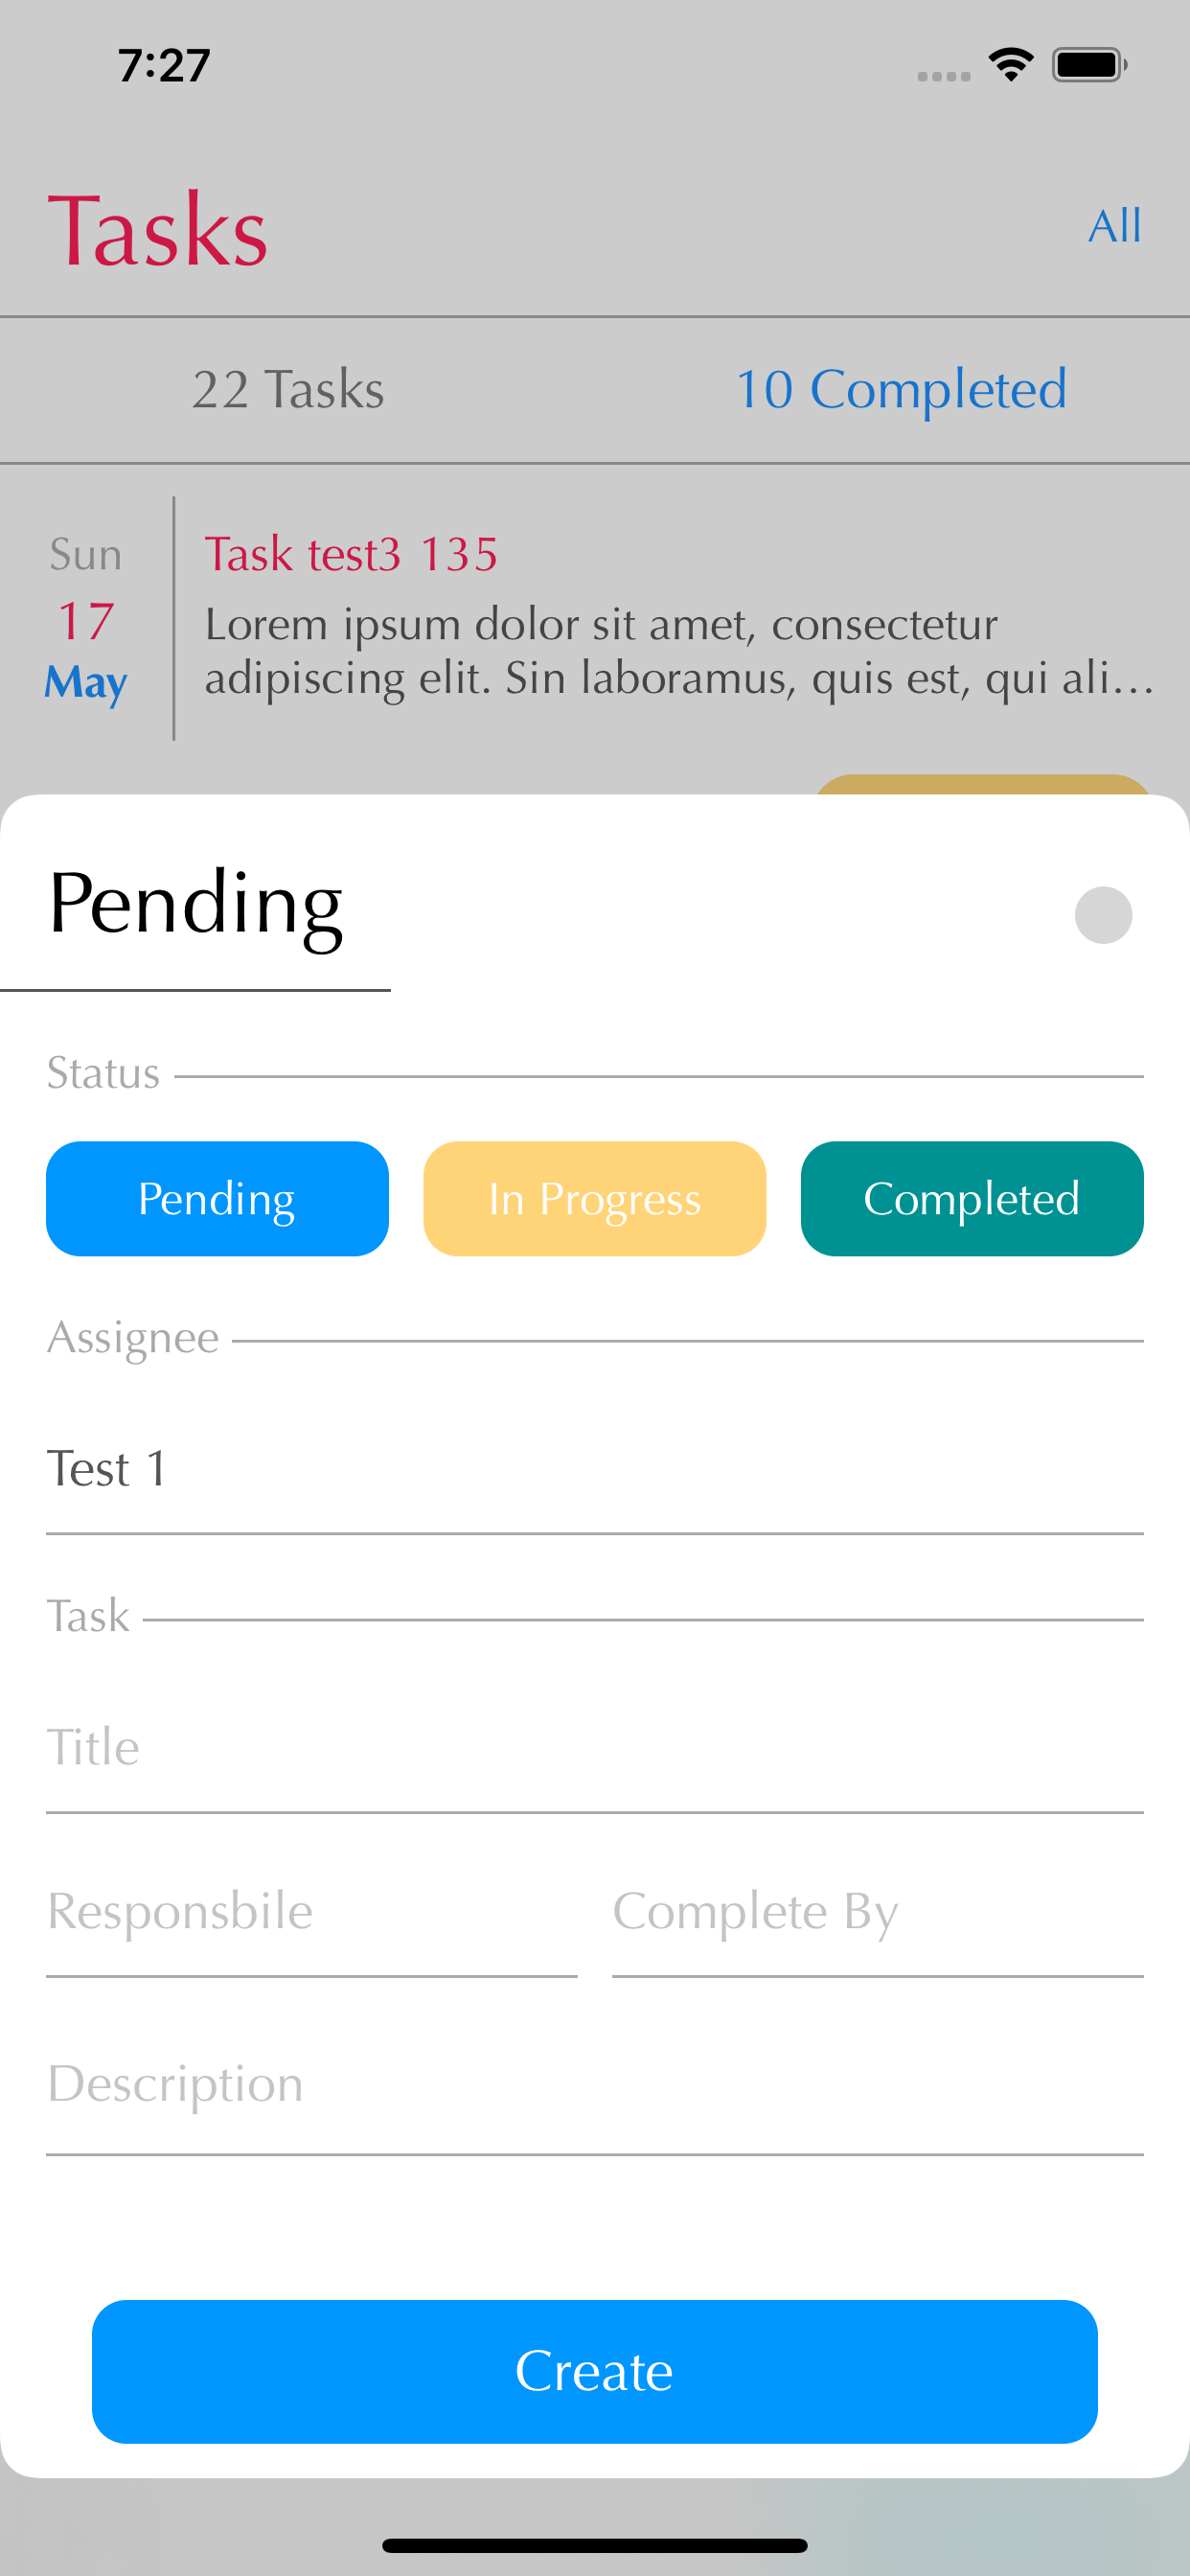 7:27
Tasks
All
22 Tasks
10 Completed
Sun
17
May
Task test3 135
Lorem ipsum dolor sit amet, consectetur
adipiscing elit. Sin laboramus, quis est, qui ali...
Pending
Status
Pending
In Progress
Completed
Assignee
Test 1
Task
Title
Responsbile
Complete By
Description
Create